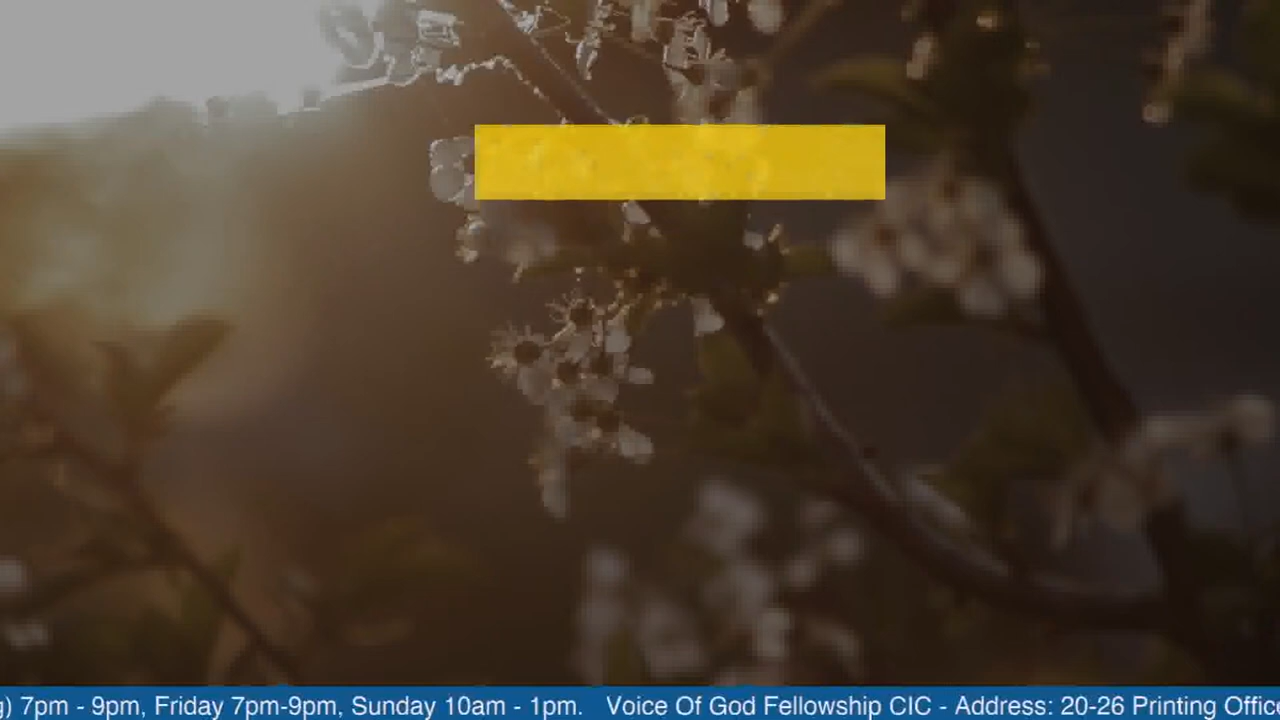 g) 7pm - 9pm, Friday 7pm-9pm, Sunday 10am - 1pm. Voice Of God Fellowship CIC - Address: 20-26 Printing Office